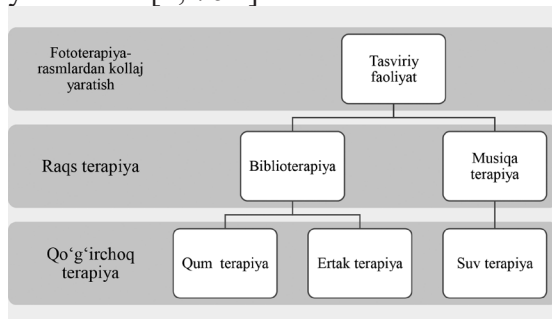 Fototerapiya-
rasmlardan kollaj
yaratish
Tasviriy
faoliyat
Raqs terapiya
Biblioterapiya
Musiqa
terapiya
Qo‘g‘irchoq
terapiya
Qum terapiya
Ertak terapiya
Suv terapiya